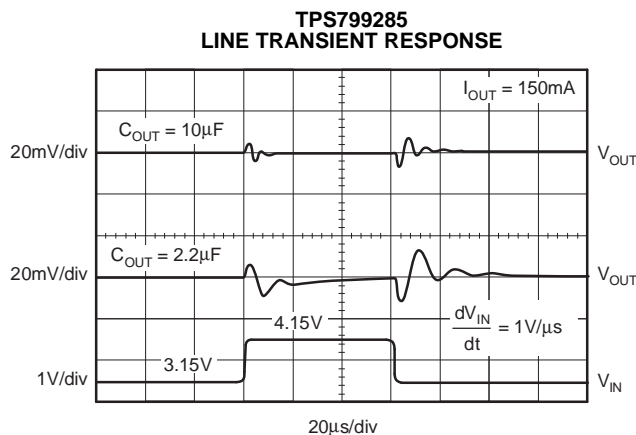 TPS799285
LINE TRANSIENT RESPONSE
I_OUT = 150mA
C_OUT = 10μF
20mV/div
V_OUT
C_OUT = 2.2μF
20mV/div
V_OUT
4.15V
dV_IN/dt = 1V/μs
3.15V
1V/div
V_IN
20μs/div